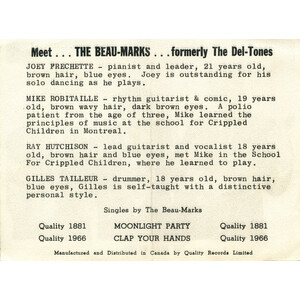 Meet . . . THE BEAU-MARKS . . . formerly The Del-Tones
JOEY FRECHETTE - pianist and leader, 21 years old,
brown hair, blue eyes. Joey is outstanding for his
solo dancing as he plays.
MIKE ROBITAILLE - rhythm guitarist & comic, 19 years
old, brown wavy hair, dark brown eyes. A polio
patient from the age of three, Mike learned the
principles of music at the school for Crippled
Children in Montreal.
RAY HUTCHISON - lead guitarist and vocalist 18 years
old, brown hair and blue eyes, met Mike in the School
For Crippled Children, where he learned to play.
GILLES TAILLEUR - drummer, 18 years old, brown hair,
blue eyes, Gilles is self-taught with a distinctive
personal style.
Singles by The Beau-Marks
Quality 1881 MOONLIGHT PARTY Quality 1881
Quality 1966 CLAP YOUR HANDS Quality 1966
Manufactured and Distributed in Canada by Quality Records Limited